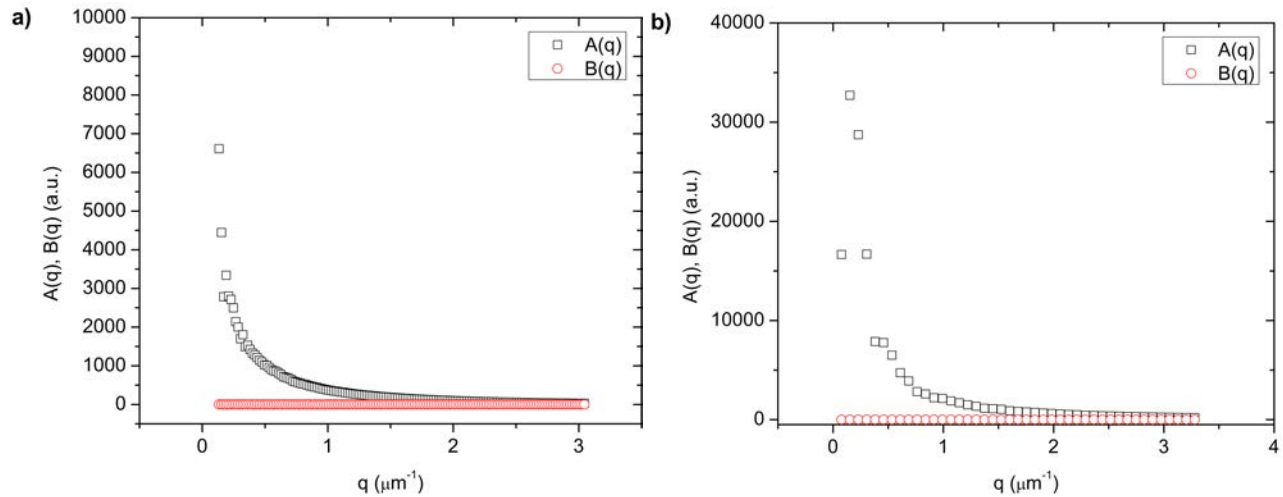 a)
10000
9000
8000
7000
6000
5000
4000
3000
2000
1000
0
A(q), B(q) (a.u.)
A(q)
B(q)
0 1 2 3
q (μm⁻¹)
b)
40000
30000
20000
10000
0
A(q), B(q) (a.u.)
A(q)
B(q)
0 1 2 3 4
q (μm⁻¹)